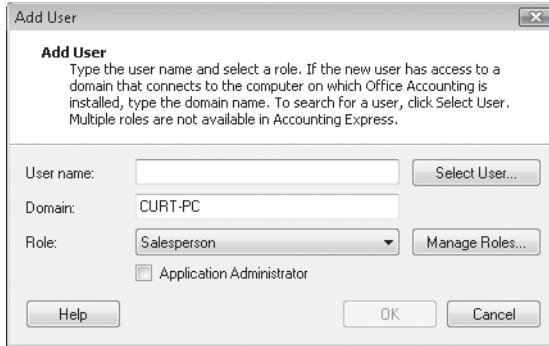 Add User
Add User
Type the user name and select a role. If the new user has access to a
domain that connects to the computer on which Office Accounting is
installed, type the domain name. To search for a user, click Select User.
Multiple roles are not available in Accounting Express.
User name:
Select User...
Domain:
CURT-PC
Role:
Salesperson
Manage Roles...
Application Administrator
Help
OK
Cancel